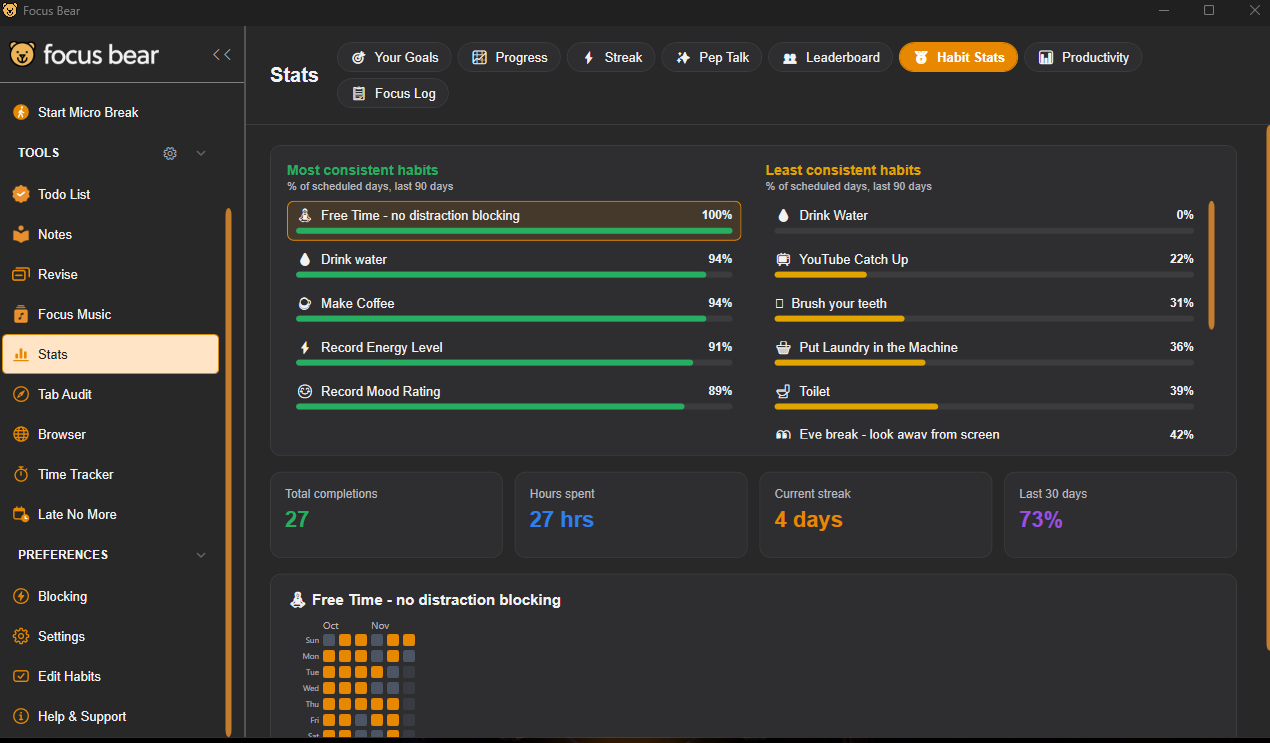 Focus Bear
focus bear
Start Micro Break
TOOLS
Todo List
Notes
Revise
Focus Music
Stats
Tab Audit
Browser
Time Tracker
Late No More
PREFERENCES
Blocking
Settings
Edit Habits
Help & Support
Stats
Your Goals
Progress
Streak
Pep Talk
Leaderboard
Habit Stats
Productivity
Focus Log
Most consistent habits
% of scheduled days, last 90 days
Free Time - no distraction blocking 100%
Drink water 94%
Make Coffee 94%
Record Energy Level 91%
Record Mood Rating 89%
Least consistent habits
% of scheduled days, last 90 days
Drink Water 0%
YouTube Catch Up 22%
Brush your teeth 31%
Put Laundry in the Machine 36%
Toilet 39%
Eye break - look away from screen 42%
Total completions
27
Hours spent
27 hrs
Current streak
4 days
Last 30 days
73%
Free Time - no distraction blocking
Oct Nov
Sun
Mon
Tue
Wed
Thu
Fri
Sat